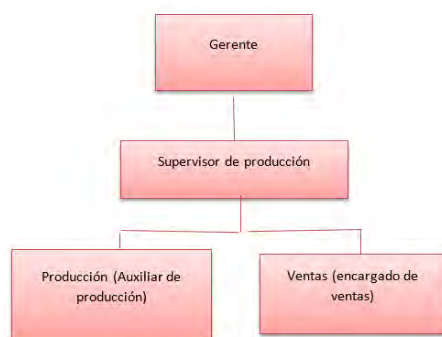 Gerente
Supervisor de producción
Producción (Auxiliar de
producción)
Ventas (encargado de
ventas)